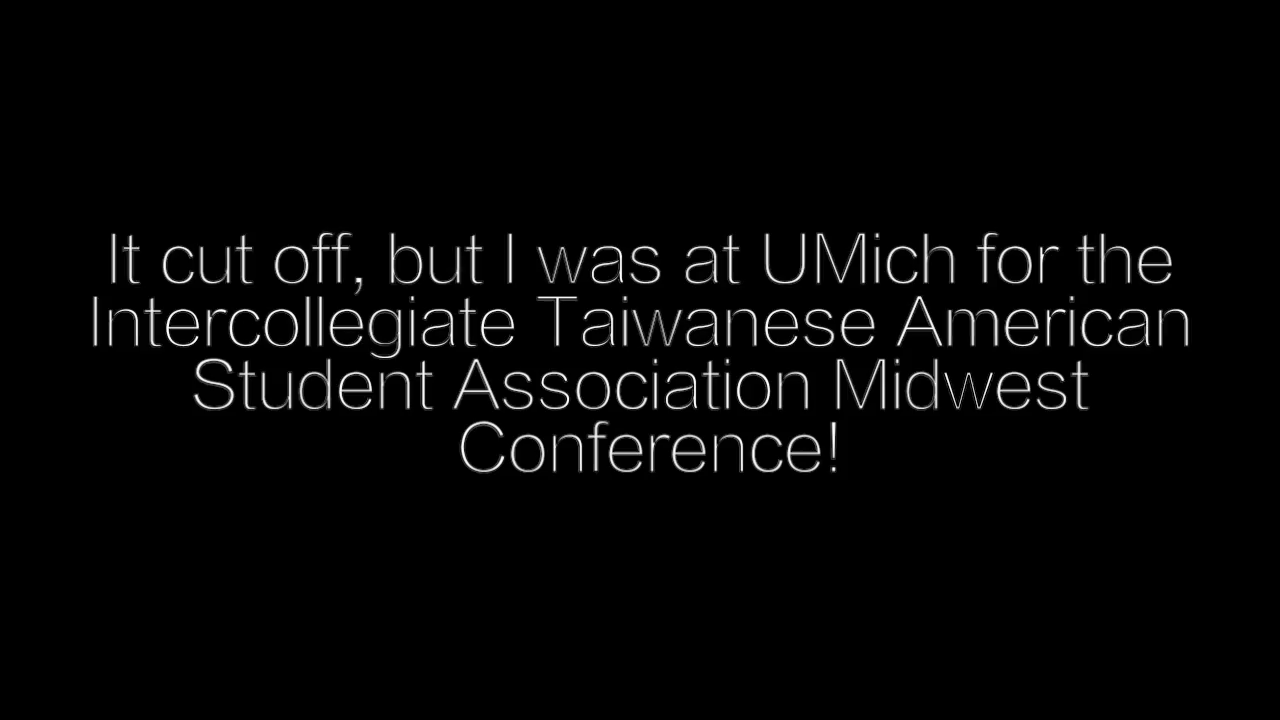 It cut off, but I was at UMich for the
Intercollegiate Taiwanese American
Student Association Midwest
Conference!